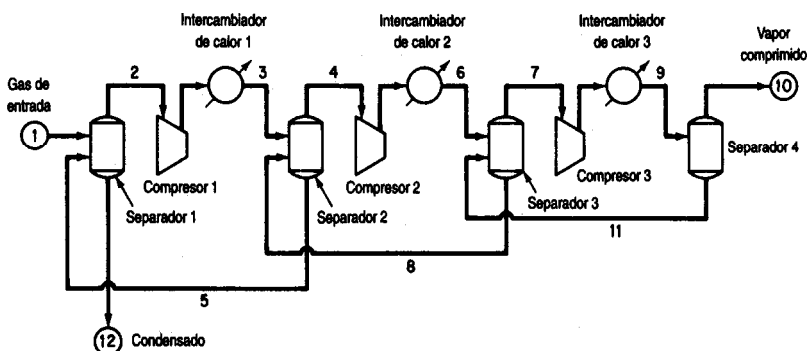 Intercambiador
de calor 1
Intercambiador
de calor 2
Intercambiador
de calor 3
Vapor
comprimido
Gas de
entrada
2
3
4
6
7
9
10
1
Compresor 1
Compresor 2
Compresor 3
Separador 4
Separador 1
Separador 2
Separador 3
11
8
5
12
Condensado